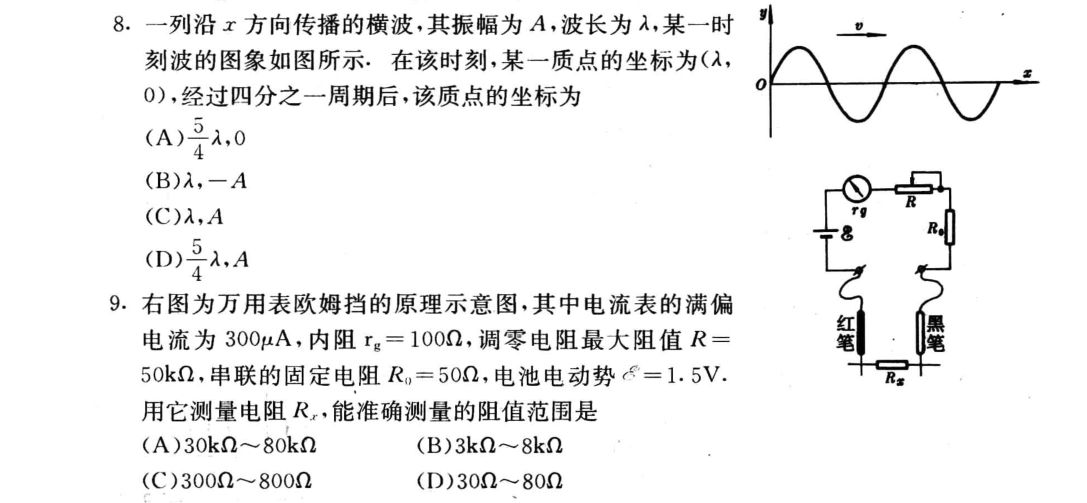 8. 一列沿 x 方向传播的横波,其振幅为 A,波长为 λ,某一时
刻波的图象如图所示. 在该时刻,某一质点的坐标为(λ,
0),经过四分之一周期后,该质点的坐标为
(A) 5/4 λ,0
(B)λ,-A
(C)λ,A
(D) 5/4 λ,A
y
v
O
x
9. 右图为万用表欧姆挡的原理示意图,其中电流表的满偏
电流为 300μA,内阻 rg=100Ω,调零电阻最大阻值 R=
50kΩ,串联的固定电阻 R₀=50Ω,电池电动势 ℰ=1.5V.
用它测量电阻 Rx,能准确测量的阻值范围是
(A)30kΩ~80kΩ (B)3kΩ~8kΩ
(C)300Ω~800Ω (D)30Ω~80Ω
rg
R
ℰ
R₀
红笔
黑笔
Rx